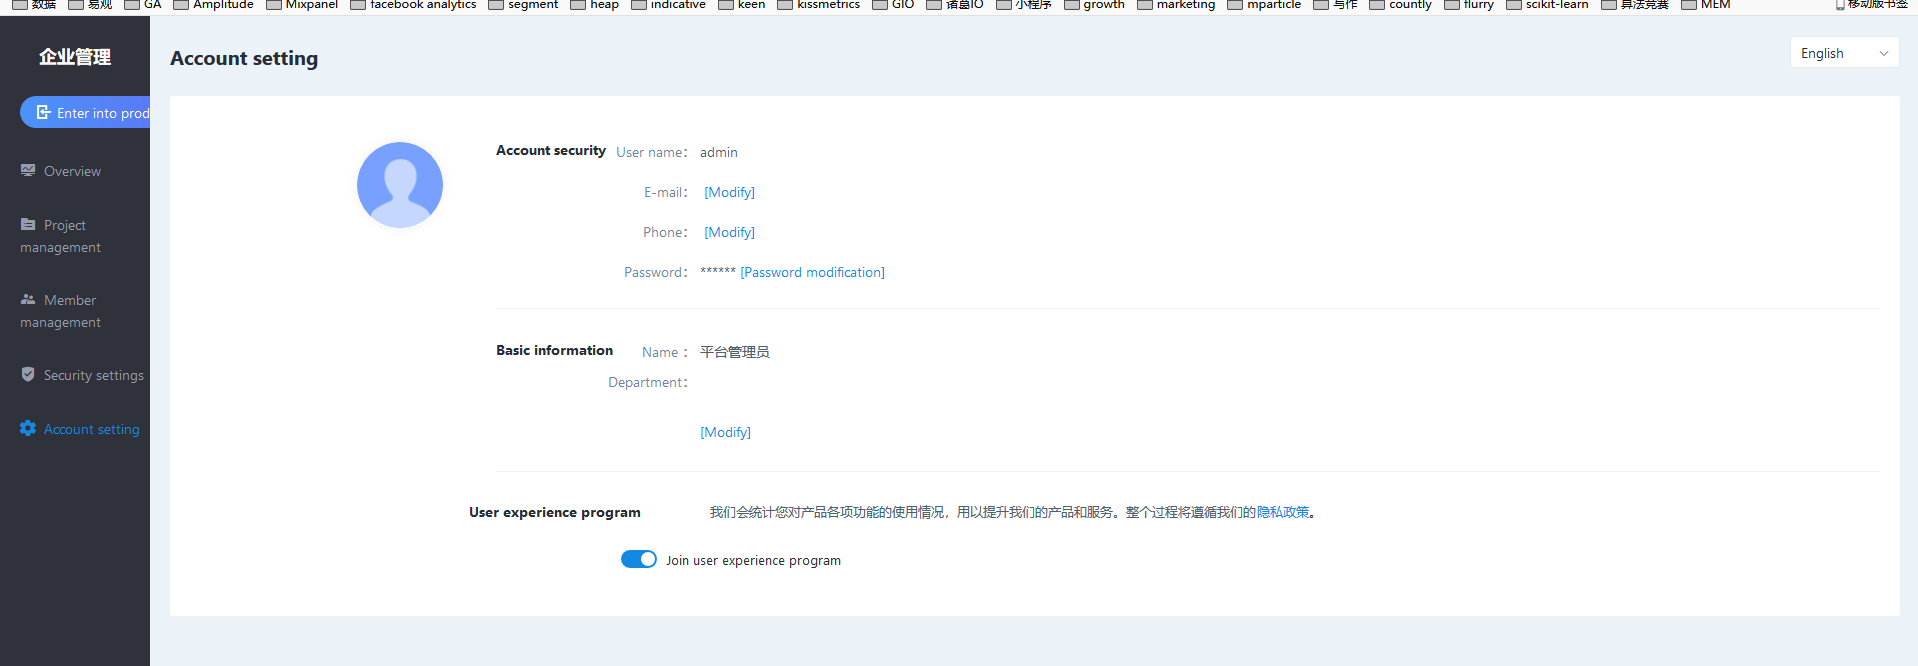 数据 易观 GA Amplitude Mixpanel facebook analytics segment heap indicative keen kissmetrics GIO 诸葛IO 小程序 growth marketing mparticle 写作 countly flurry scikit-learn 算法竞赛 MEM 移动版书签
企业管理
Enter into prod
Overview
Project
management
Member
management
Security settings
Account setting
Account setting
English
Account security User name： admin
E-mail： [Modify]
Phone： [Modify]
Password： ****** [Password modification]
Basic information Name： 平台管理员
Department：
[Modify]
User experience program 我们会统计您对产品各项功能的使用情况，用以提升我们的产品和服务。整个过程将遵循我们的隐私政策。
Join user experience program